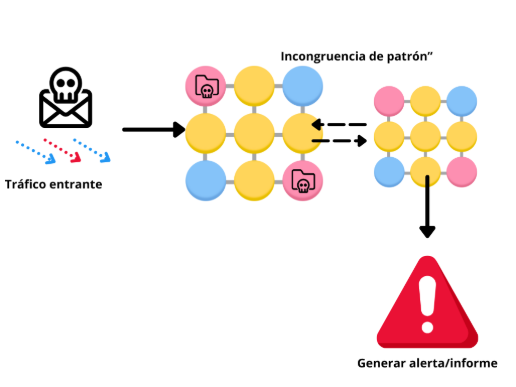 Incongruencia de patrón”
Tráfico entrante
Generar alerta/informe